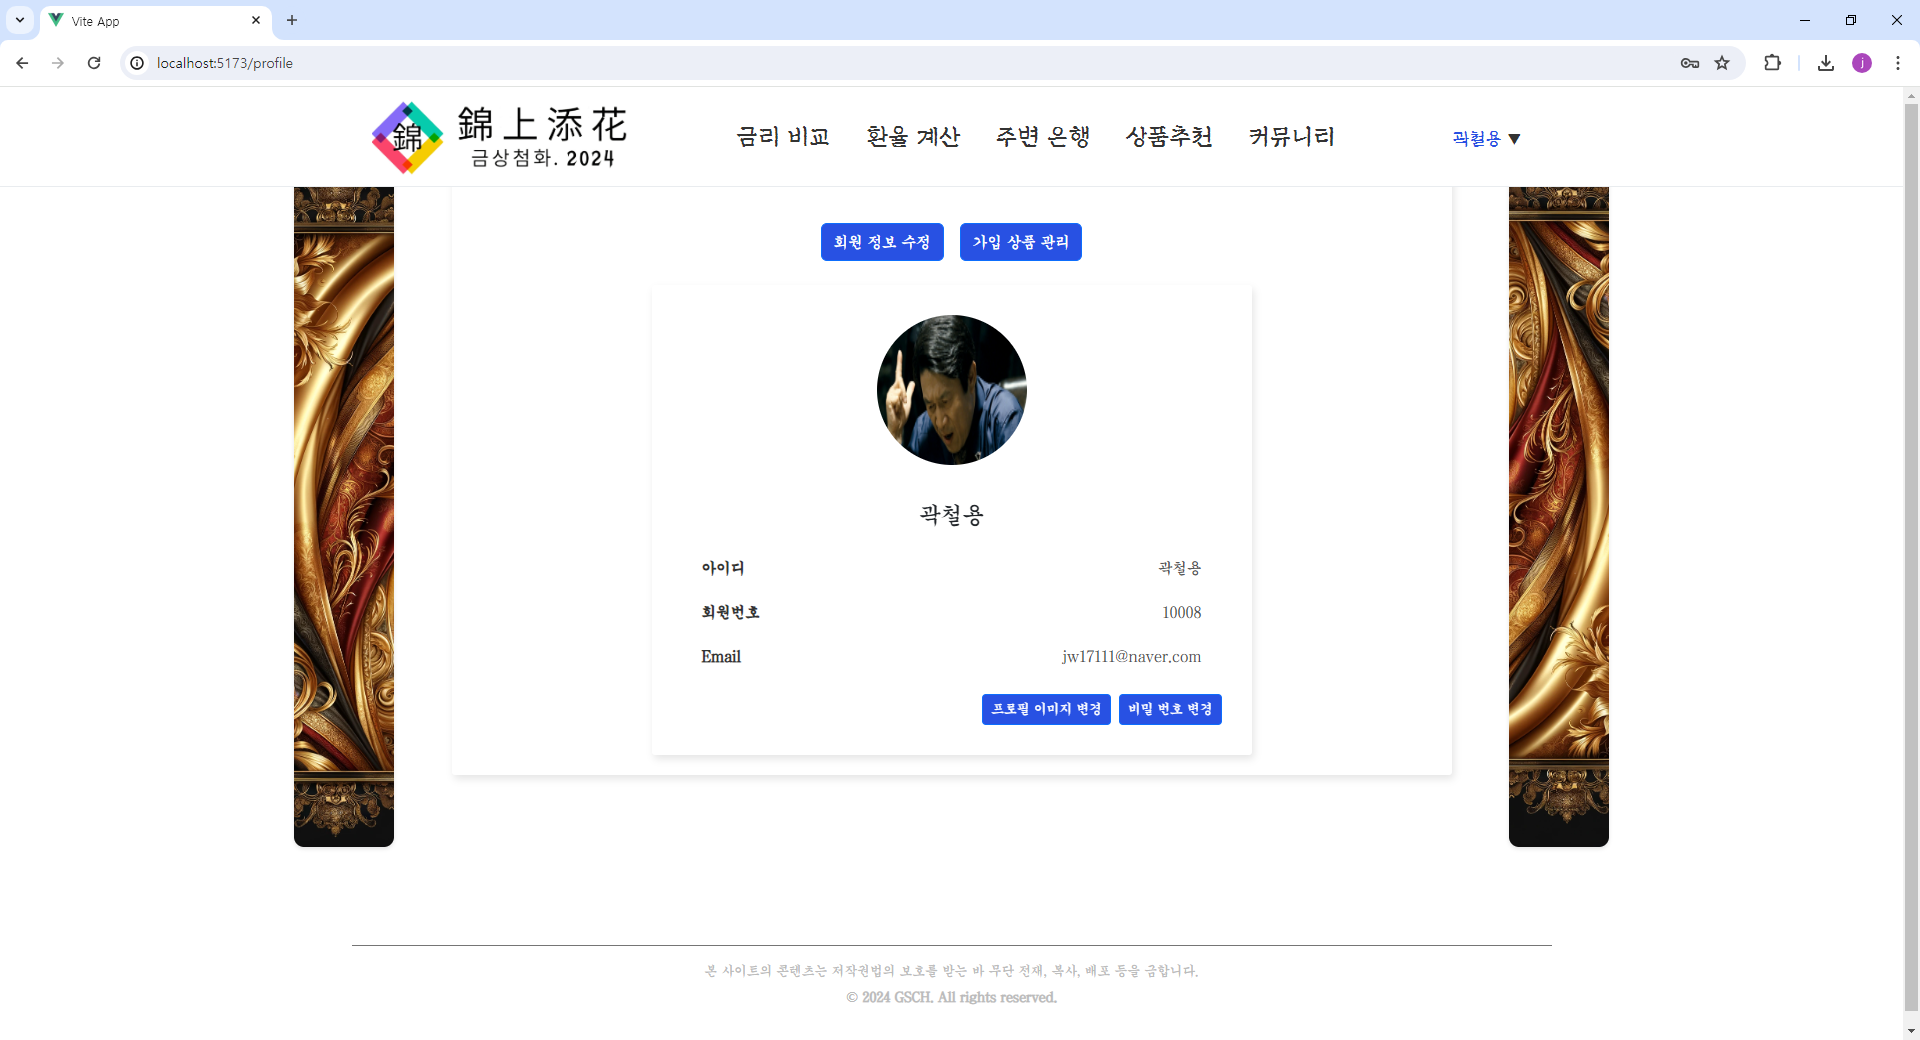 Vite App
localhost:5173/profile
j
錦
錦上添花
금상첨화. 2024
금리 비교
환율 계산
주변 은행
상품추천
커뮤니티
곽철용 ▼
회원 정보 수정
가입 상품 관리
곽철용
아이디 곽철용
회원번호 10008
Email jw17111@naver.com
프로필 이미지 변경
비밀 번호 변경
본 사이트의 콘텐츠는 저작권법의 보호를 받는 바 무단 전재, 복사, 배포 등을 금합니다.
© 2024 GSCH. All rights reserved.